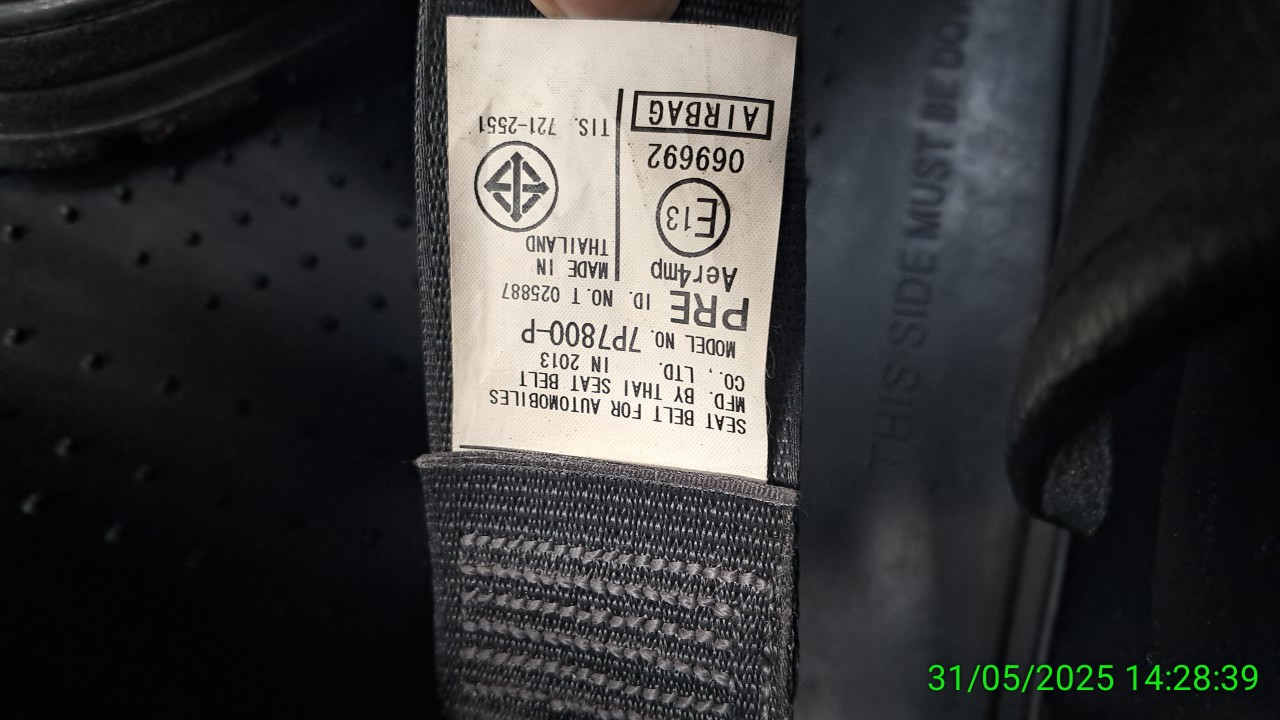 SEAT BELT FOR AUTOMOBILES
MFD. BY THAI SEAT BELT
CO., LTD. IN 2013
MODEL NO. 7P7800-P
PRE ID. NO. T 025887
Aer4mp
E13
069692
AIRBAG
MADE IN
THAILAND
TIS. 721-2551
THIS SIDE MUST BE DO
31/05/2025 14:28:39